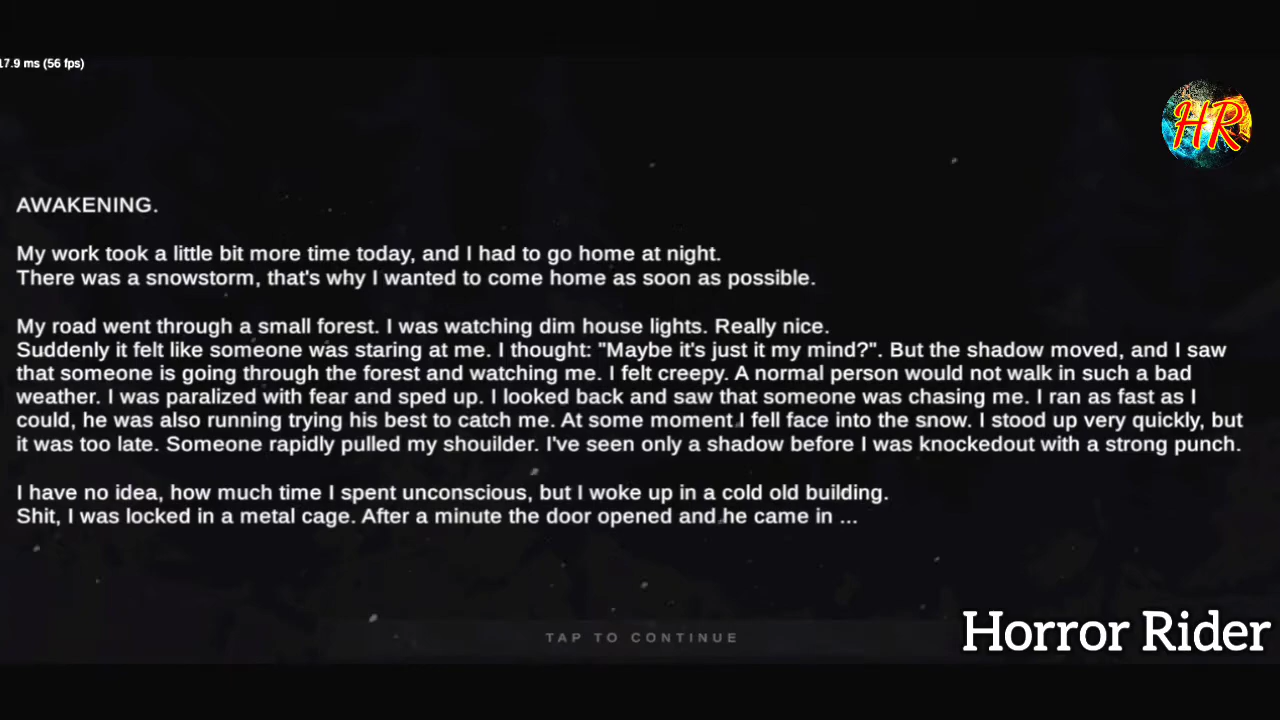 17.9 ms (56 fps)
HR
AWAKENING.
My work took a little bit more time today, and I had to go home at night.
There was a snowstorm, that's why I wanted to come home as soon as possible.
My road went through a small forest. I was watching dim house lights. Really nice.
Suddenly it felt like someone was staring at me. I thought: "Maybe it's just it my mind?". But the shadow moved, and I saw
that someone is going through the forest and watching me. I felt creepy. A normal person would not walk in such a bad
weather. I was paralized with fear and sped up. I looked back and saw that someone was chasing me. I ran as fast as I
could, he was also running trying his best to catch me. At some moment I fell face into the snow. I stood up very quickly, but
it was too late. Someone rapidly pulled my shouilder. I've seen only a shadow before I was knockedout with a strong punch.
I have no idea, how much time I spent unconscious, but I woke up in a cold old building.
Shit, I was locked in a metal cage. After a minute the door opened and he came in ...
TAP TO CONTINUE
Horror Rider